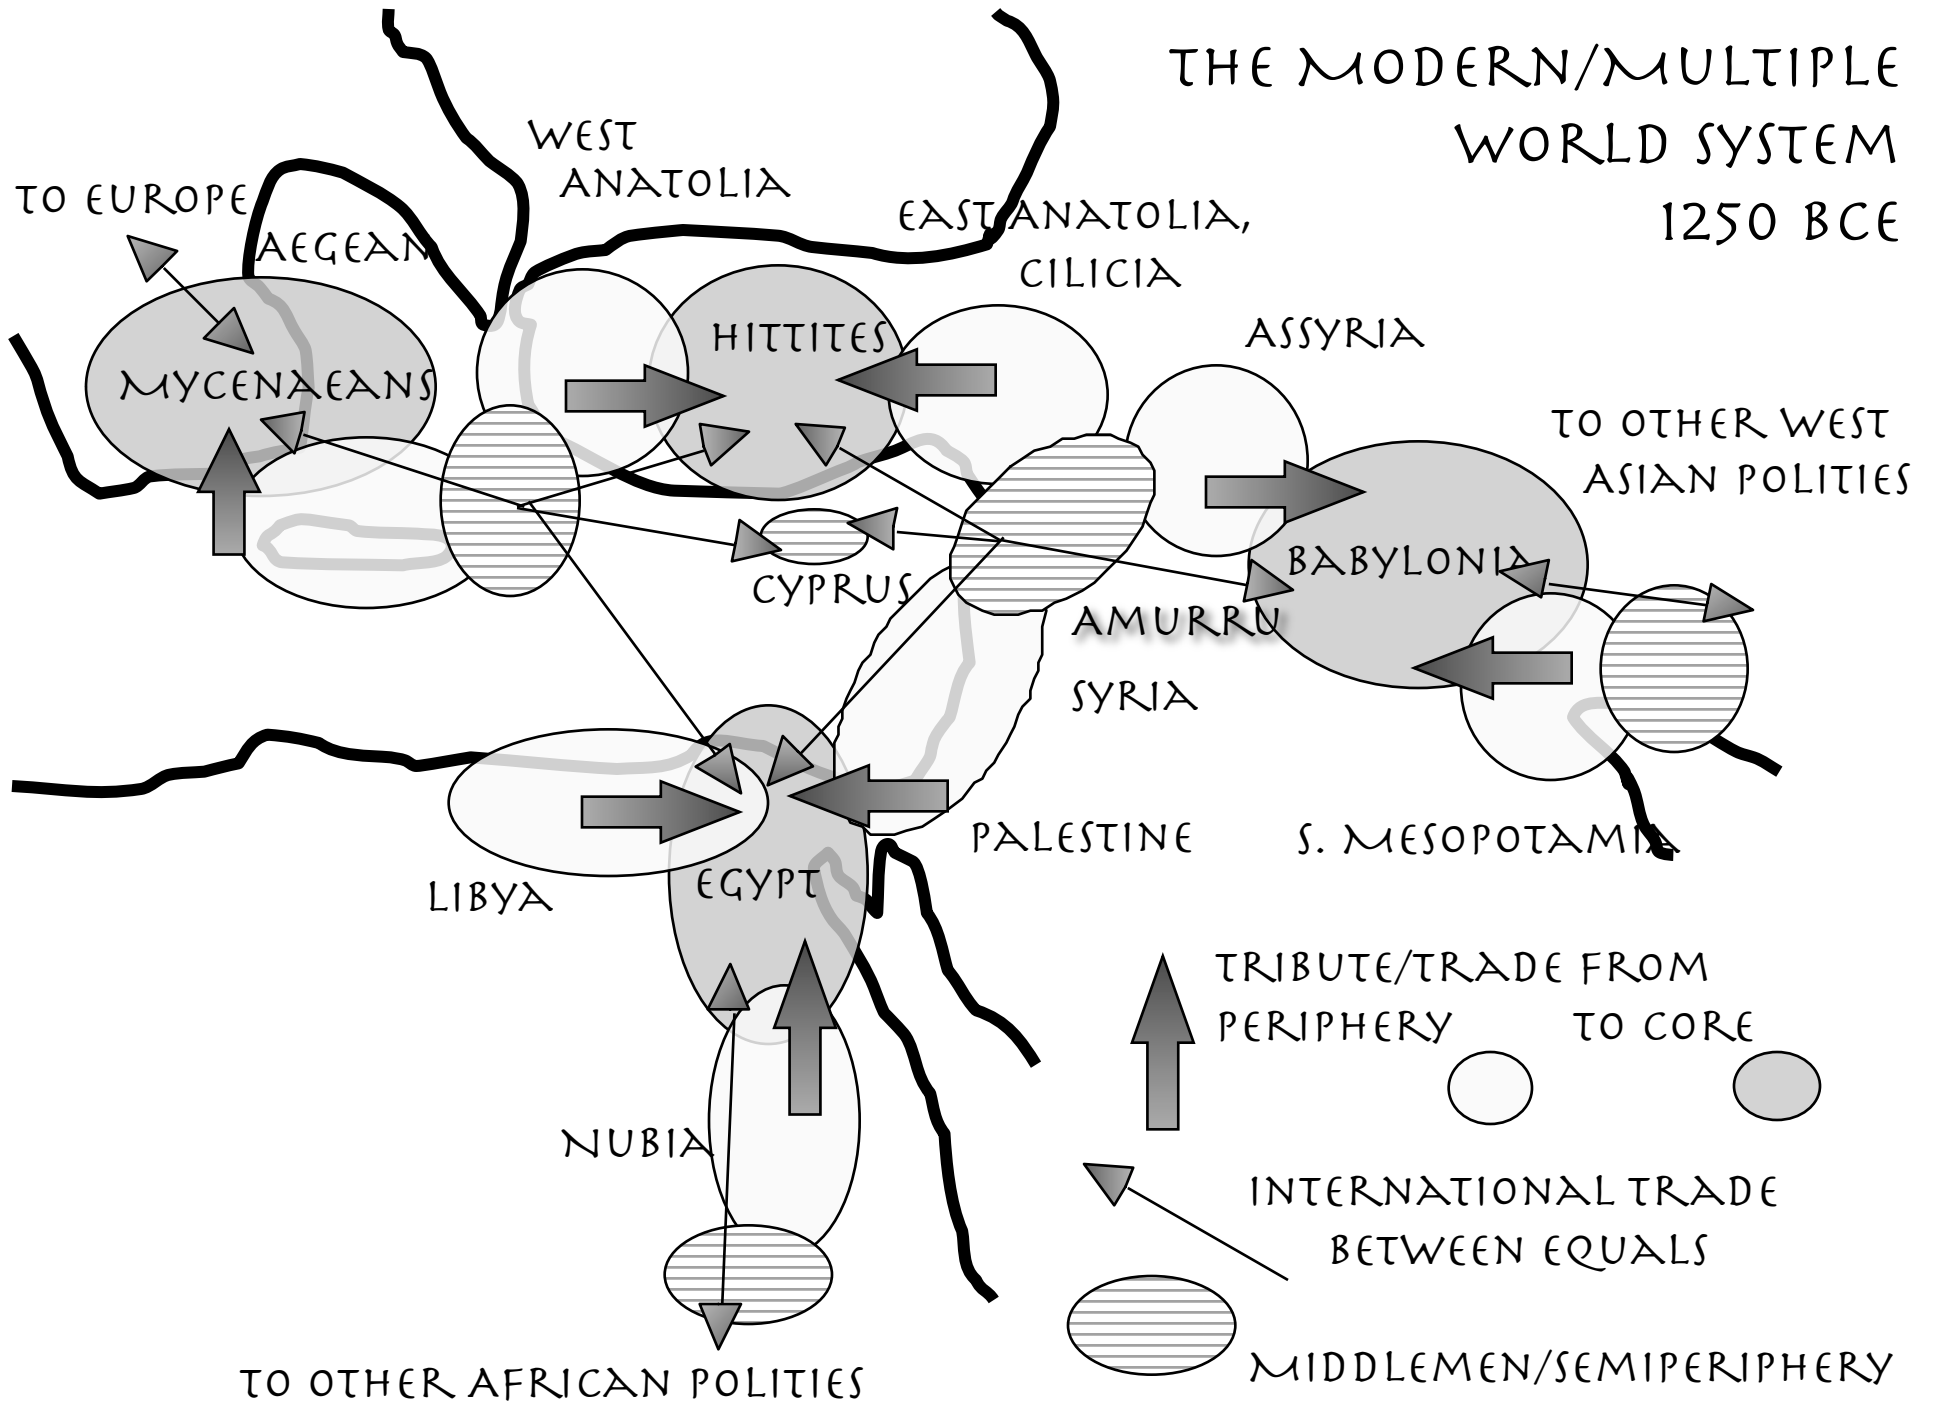 THE MODERN/MULTIPLE
WORLD SYSTEM
1250 BCE
WEST
ANATOLIA
TO EUROPE
AEGEAN
EAST ANATOLIA,
CILICIA
HITTITES
ASSYRIA
MYCENAEANS
TO OTHER WEST
ASIAN POLITIES
BABYLONIA
CYPRUS
AMURRU
SYRIA
PALESTINE
S. MESOPOTAMIA
LIBYA
EGYPT
NUBIA
TO OTHER AFRICAN POLITIES
TRIBUTE/TRADE FROM
PERIPHERY TO CORE
INTERNATIONAL TRADE
BETWEEN EQUALS
MIDDLEMEN/SEMIPERIPHERY